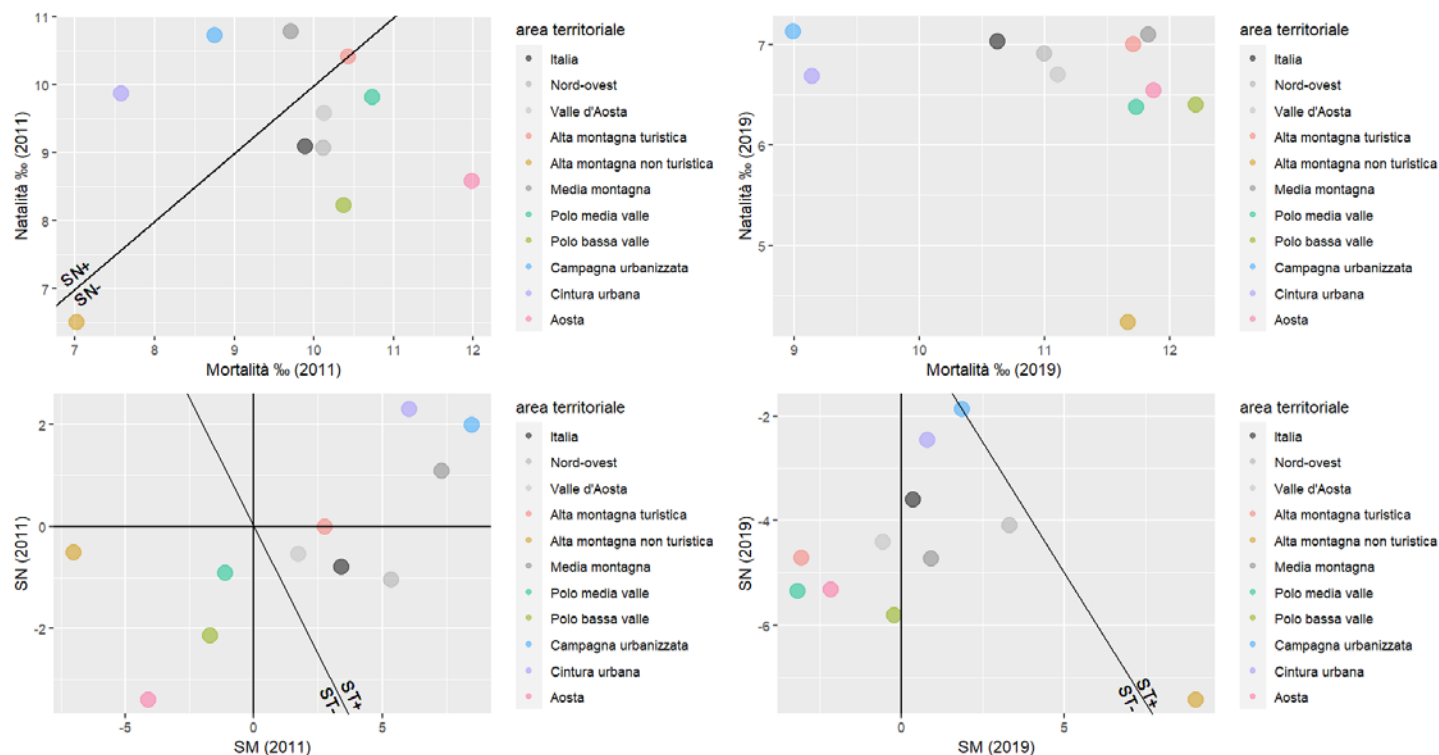 11
10
9
8
7
SN+
SN-
7
8
9
10
11
12
Natalità ‰ (2011)
Mortalità ‰ (2011)
area territoriale
Italia
Nord-ovest
Valle d'Aosta
Alta montagna turistica
Alta montagna non turistica
Media montagna
Polo media valle
Polo bassa valle
Campagna urbanizzata
Cintura urbana
Aosta
7
6
5
9
10
11
12
Natalità ‰ (2019)
Mortalità ‰ (2019)
area territoriale
Italia
Nord-ovest
Valle d'Aosta
Alta montagna turistica
Alta montagna non turistica
Media montagna
Polo media valle
Polo bassa valle
Campagna urbanizzata
Cintura urbana
Aosta
2
0
-2
ST+
ST-
-5
0
5
SN (2011)
SM (2011)
area territoriale
Italia
Nord-ovest
Valle d'Aosta
Alta montagna turistica
Alta montagna non turistica
Media montagna
Polo media valle
Polo bassa valle
Campagna urbanizzata
Cintura urbana
Aosta
-2
-4
-6
ST+
ST-
0
5
SN (2019)
SM (2019)
area territoriale
Italia
Nord-ovest
Valle d'Aosta
Alta montagna turistica
Alta montagna non turistica
Media montagna
Polo media valle
Polo bassa valle
Campagna urbanizzata
Cintura urbana
Aosta